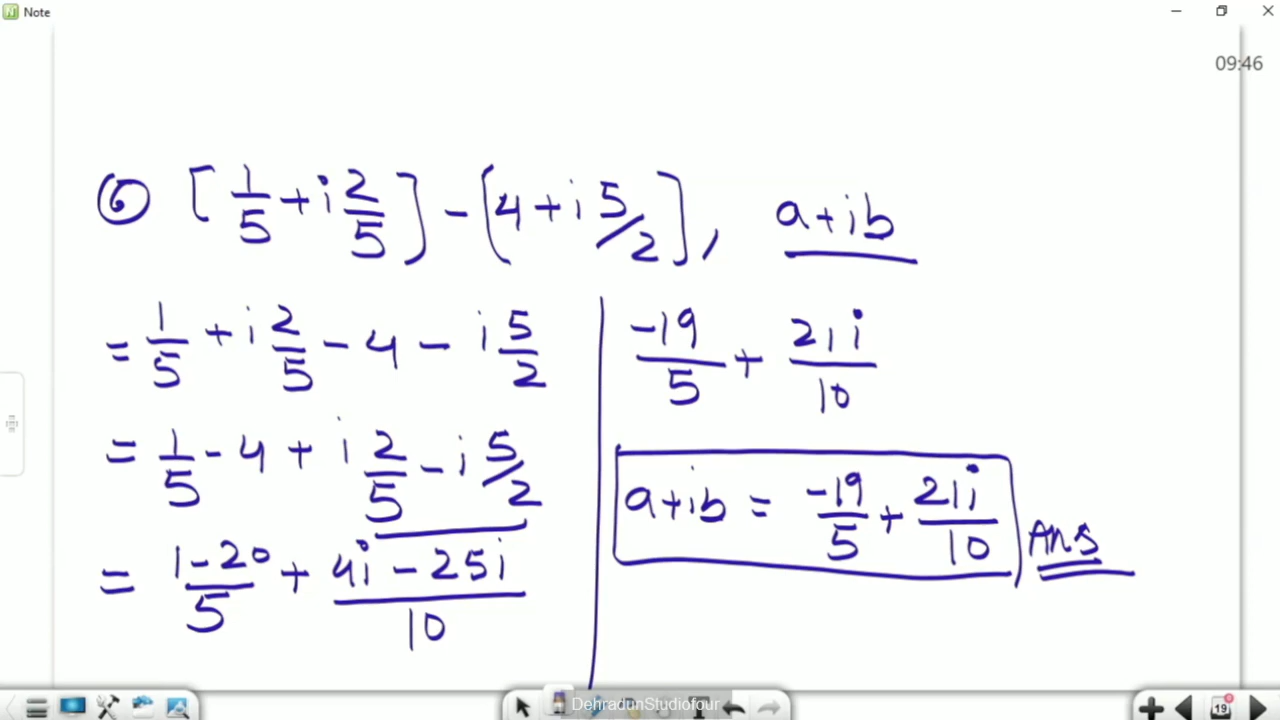 Note
09:46
⑥ [1/5 + i 2/5] - [4 + i 5/2], a+ib
= 1/5 + i 2/5 - 4 - i 5/2
= 1/5 - 4 + i 2/5 - i 5/2
= 1-20/5 + 4i - 25i/10
-19/5 + 21i/10
a+ib = -19/5 + 21i/10 Ans
DehradunStudiofour
19